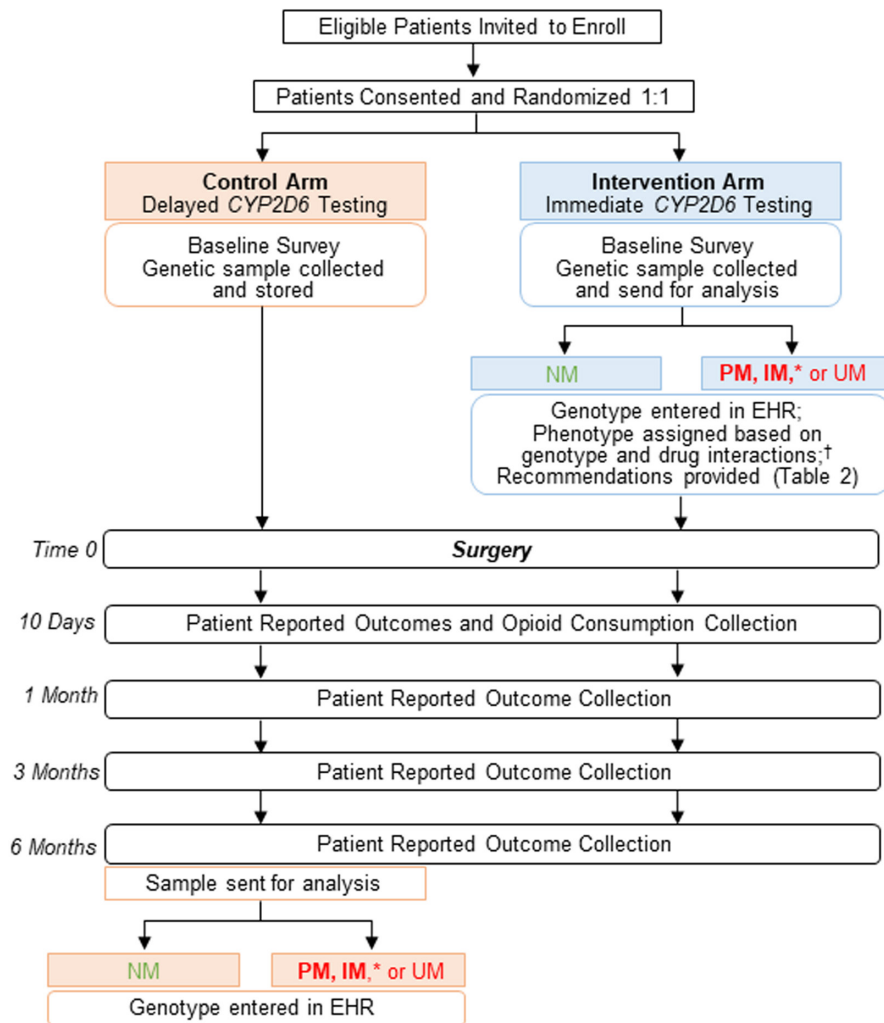 Eligible Patients Invited to Enroll
Patients Consented and Randomized 1:1
Control Arm
Delayed CYP2D6 Testing
Baseline Survey
Genetic sample collected
and stored
Intervention Arm
Immediate CYP2D6 Testing
Baseline Survey
Genetic sample collected
and send for analysis
NM
PM, IM,* or UM
Genotype entered in EHR;
Phenotype assigned based on
genotype and drug interactions;†
Recommendations provided (Table 2)
Time 0
Surgery
10 Days
Patient Reported Outcomes and Opioid Consumption Collection
1 Month
Patient Reported Outcome Collection
3 Months
Patient Reported Outcome Collection
6 Months
Patient Reported Outcome Collection
Sample sent for analysis
NM
PM, IM,* or UM
Genotype entered in EHR